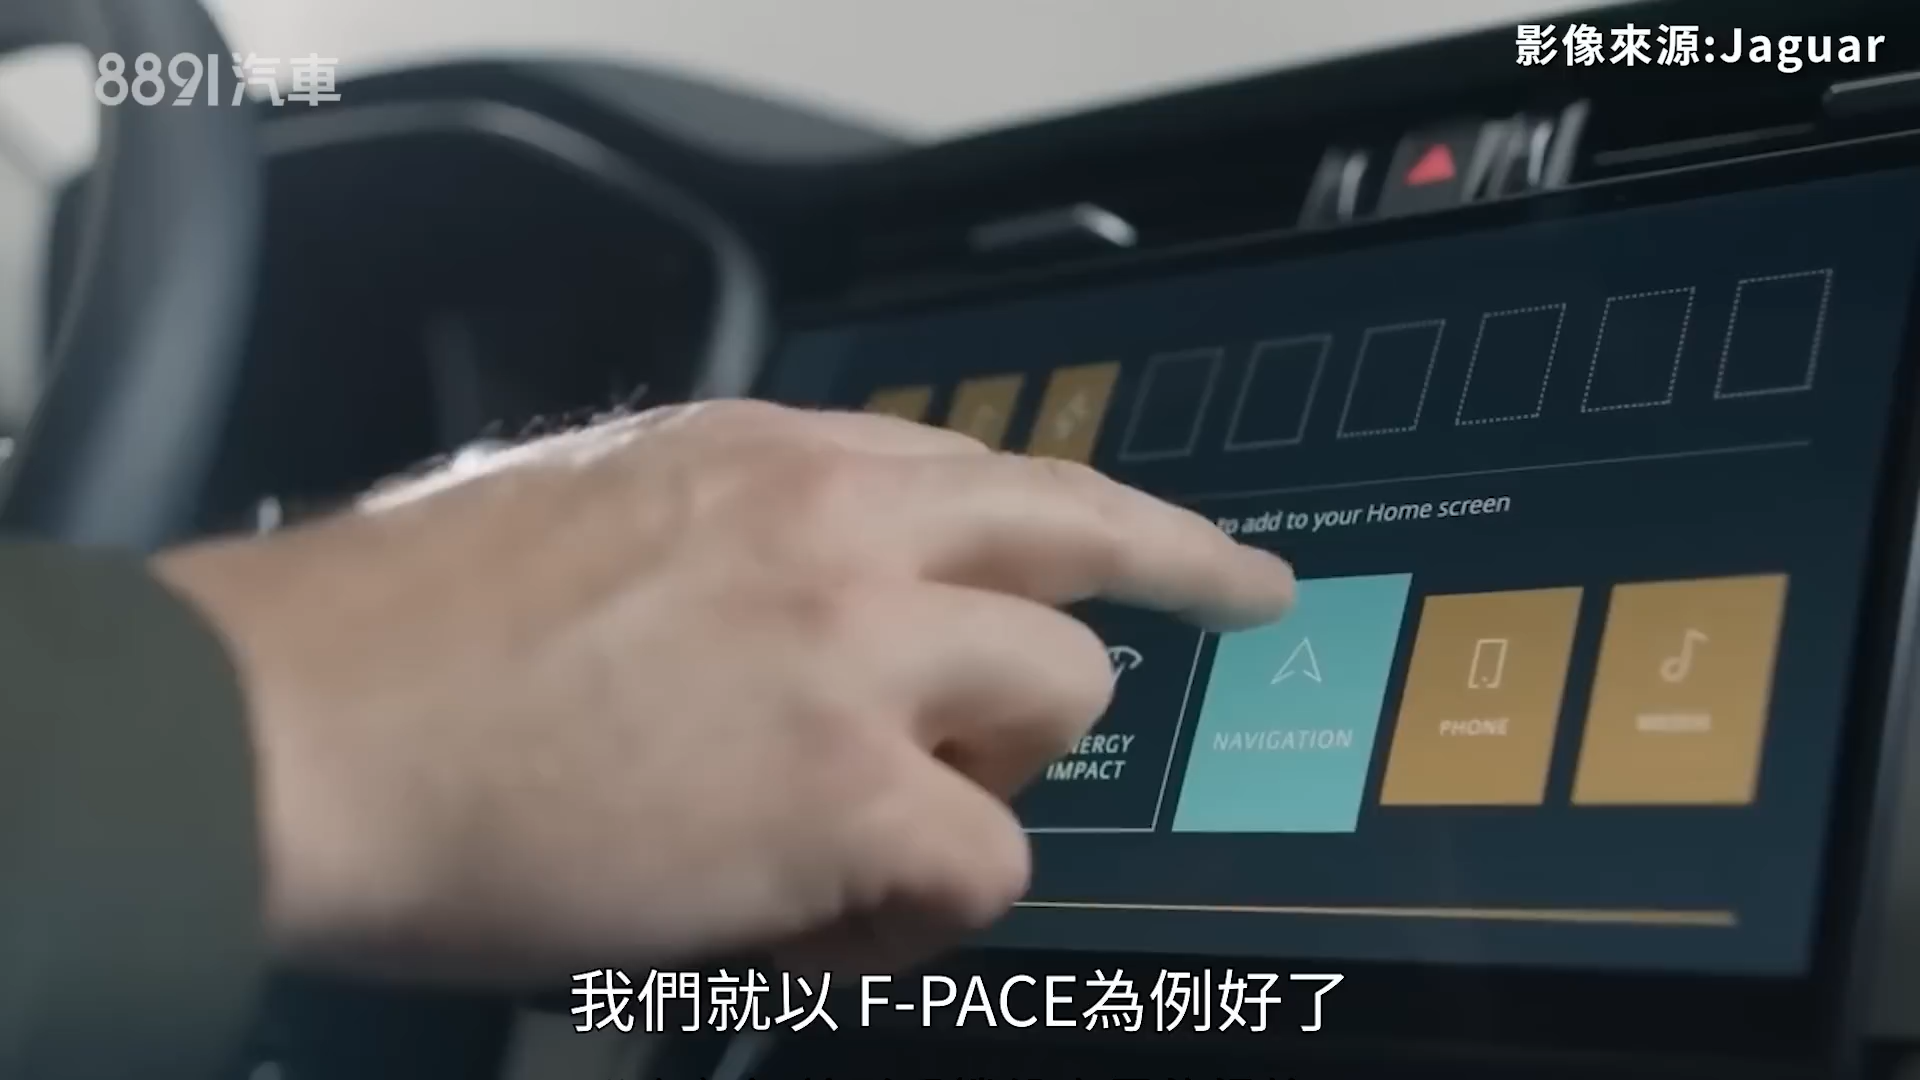 8891汽車
影像來源:Jaguar
to add to your Home screen
NERGY
IMPACT
NAVIGATION
PHONE
我們就以 F-PACE為例好了